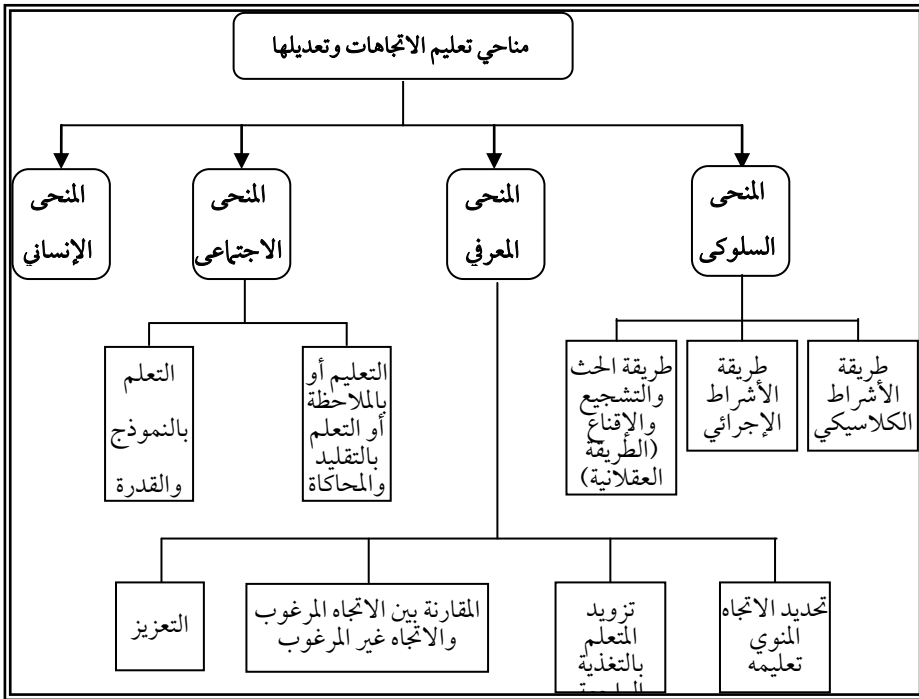 مناحي تعليم الاتجاهات وتعديلها
المنحى
السلوكى
المنحى
المعرفي
المنحى
الاجتماعى
المنحى
الإنساني
طريقة
الأشراط
الكلاسيكي
طريقة
الأشراط
الإجرائي
طريقة الحث
والتشجيع
والإقناع
(الطريقة
العقلانية)
التعليم أو
بالملاحظة
أو التعلم
بالتقليد
والمحاكاة
التعلم
بالنموذج
والقدرة
تحديد الاتجاه
المنوي
تعليمه
تزويد
المتعلم
بالتغذية
المقارنة بين الاتجاه المرغوب
والاتجاه غير المرغوب
التعزيز